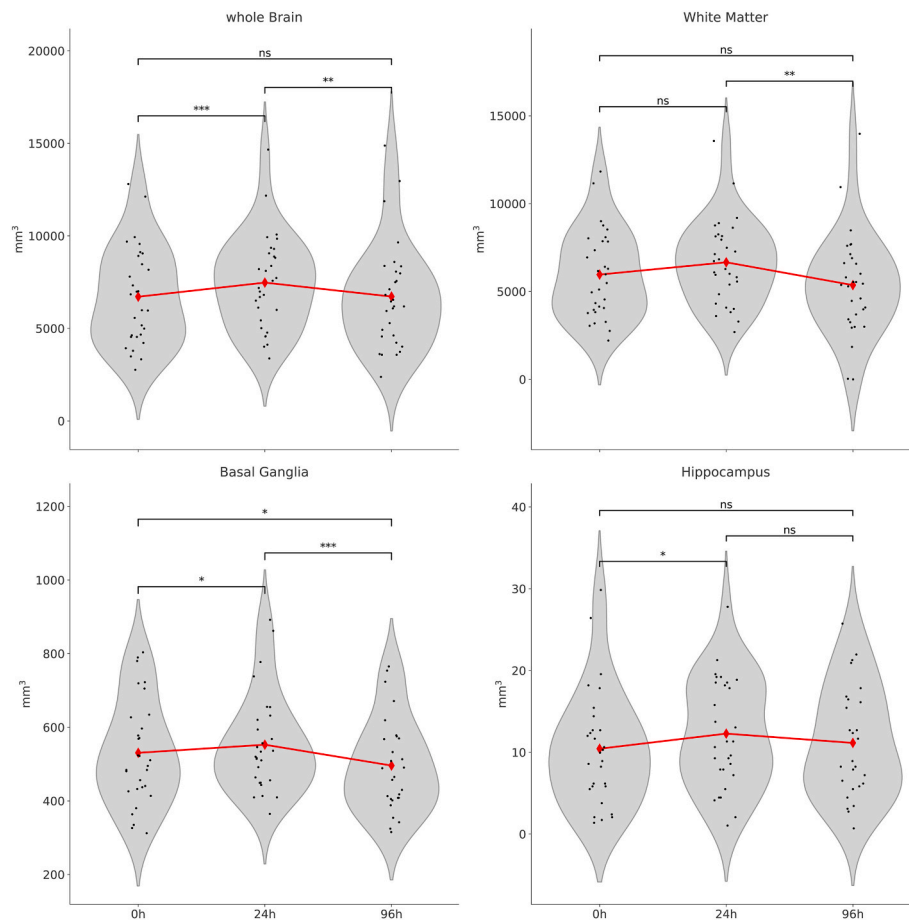 whole Brain
mm³
20000
15000
10000
5000
0
ns
***
**
White Matter
mm³
15000
10000
5000
0
ns
ns
**
Basal Ganglia
mm³
1200
1000
800
600
400
200
*
*
***
0h 24h 96h
Hippocampus
mm³
40
30
20
10
0
ns
*
ns
0h 24h 96h